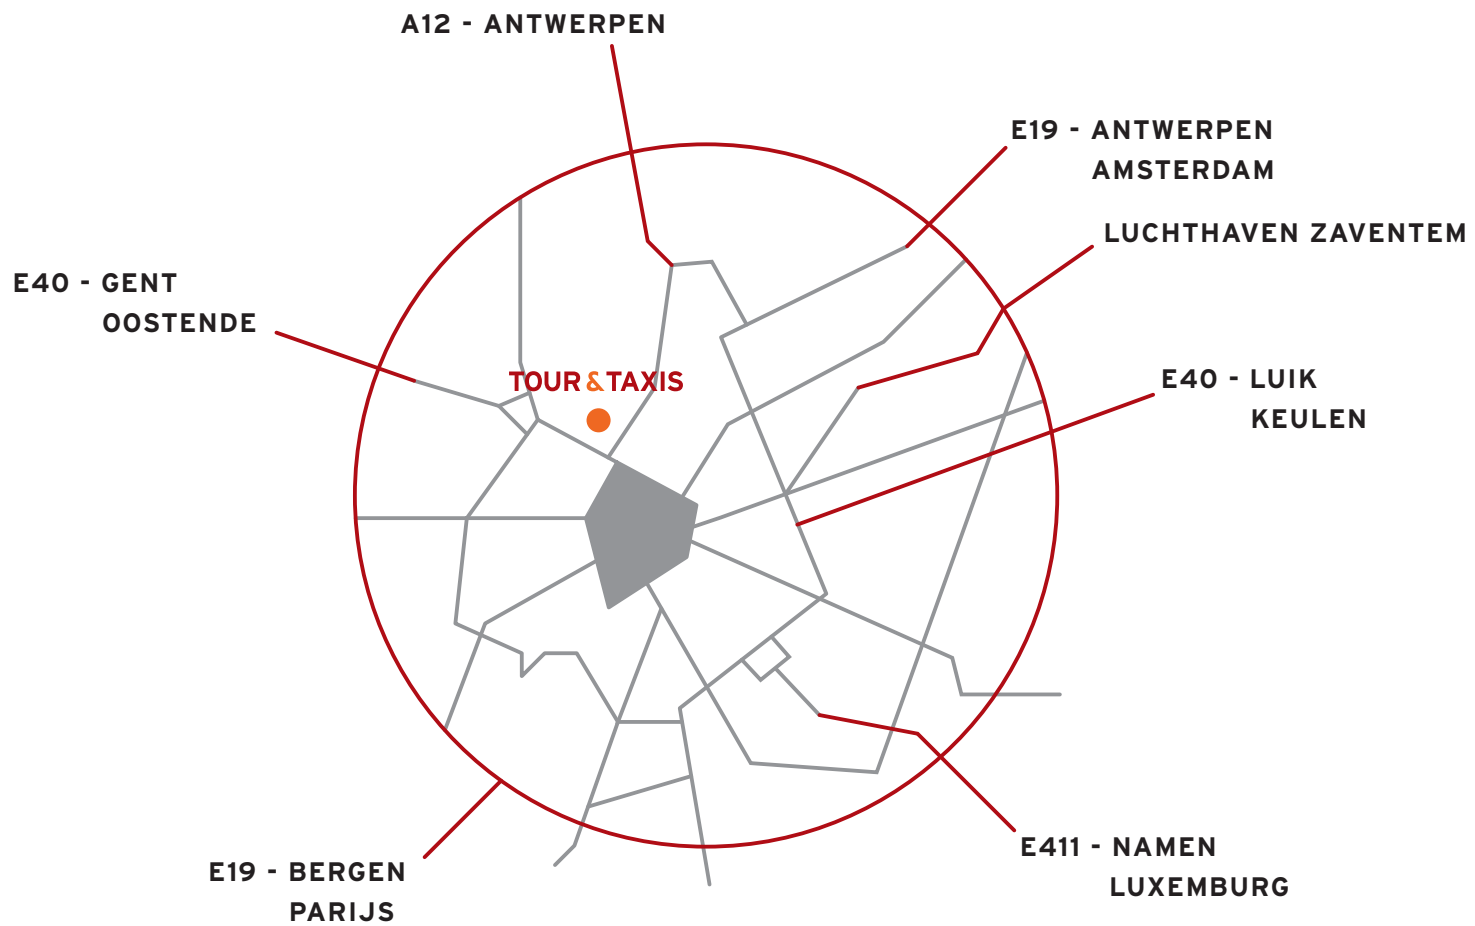 A12 - ANTWERPEN
E19 - ANTWERPEN
AMSTERDAM
LUCHTHAVEN ZAVENTEM
E40 - GENT
OOSTENDE
TOUR & TAXIS
E40 - LUIK
KEULEN
E411 - NAMEN
LUXEMBURG
E19 - BERGEN
PARIJS